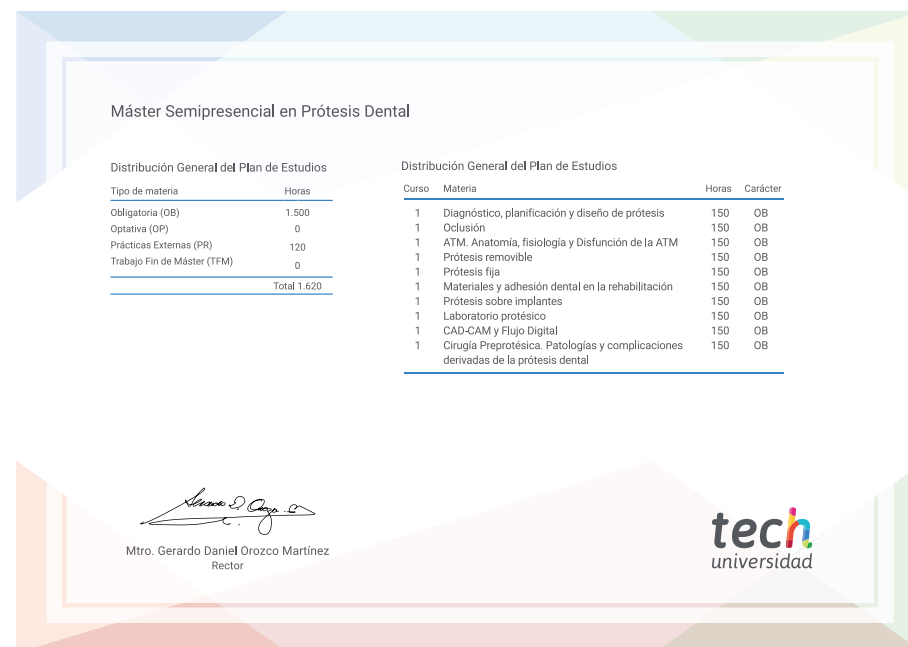 Máster Semipresencial en Prótesis Dental
Distribución General del Plan de Estudios
Tipo de materia Horas
Obligatoria (OB) 1.500
Optativa (OP) 0
Prácticas Externas (PR) 120
Trabajo Fin de Máster (TFM) 0
Total 1.620
Distribución General del Plan de Estudios
Curso Materia Horas Carácter
1 Diagnóstico, planificación y diseño de prótesis 150 OB
1 Oclusión 150 OB
1 ATM. Anatomía, fisiología y Disfunción de la ATM 150 OB
1 Prótesis removible 150 OB
1 Prótesis fija 150 OB
1 Materiales y adhesión dental en la rehabilitación 150 OB
1 Prótesis sobre implantes 150 OB
1 Laboratorio protésico 150 OB
1 CAD-CAM y Flujo Digital 150 OB
1 Cirugía Preprotésica. Patologías y complicaciones 150 OB
derivadas de la prótesis dental
Mtro. Gerardo Daniel Orozco Martínez
Rector
tech
universidad